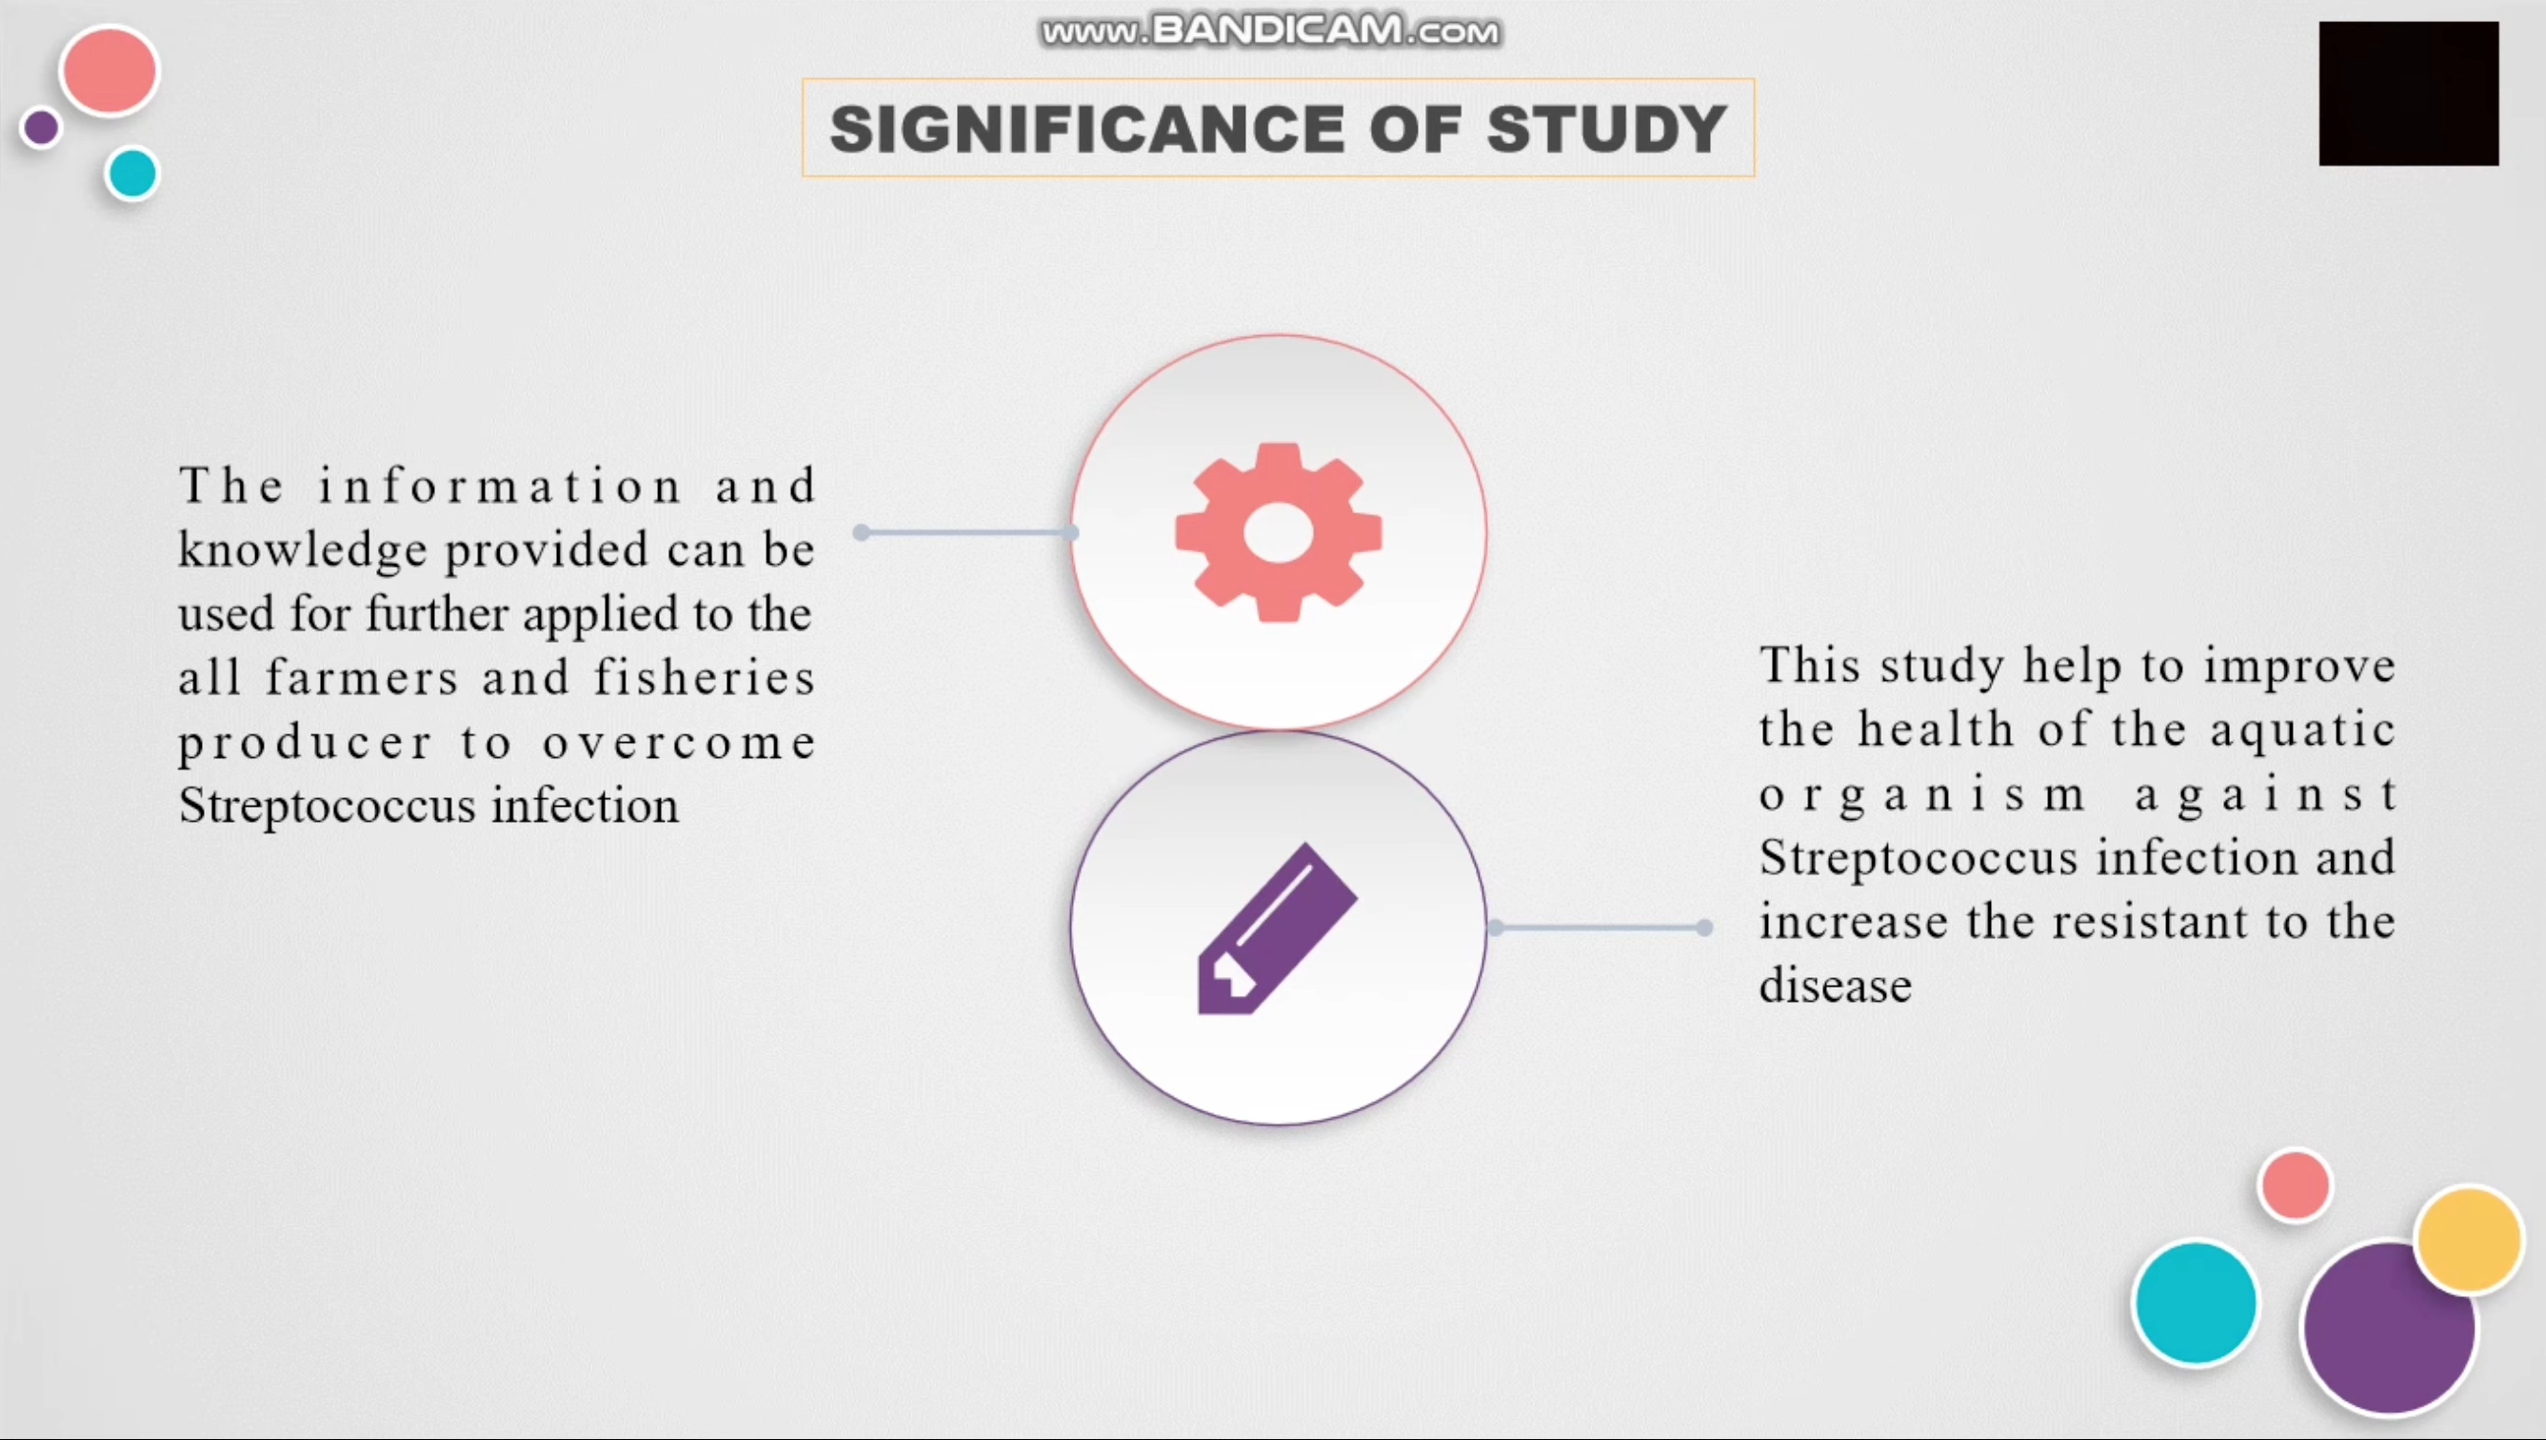 www.BANDICAM.com
SIGNIFICANCE OF STUDY
The information and
knowledge provided can be
used for further applied to the
all farmers and fisheries
producer to overcome
Streptococcus infection
This study help to improve
the health of the aquatic
organism against
Streptococcus infection and
increase the resistant to the
disease